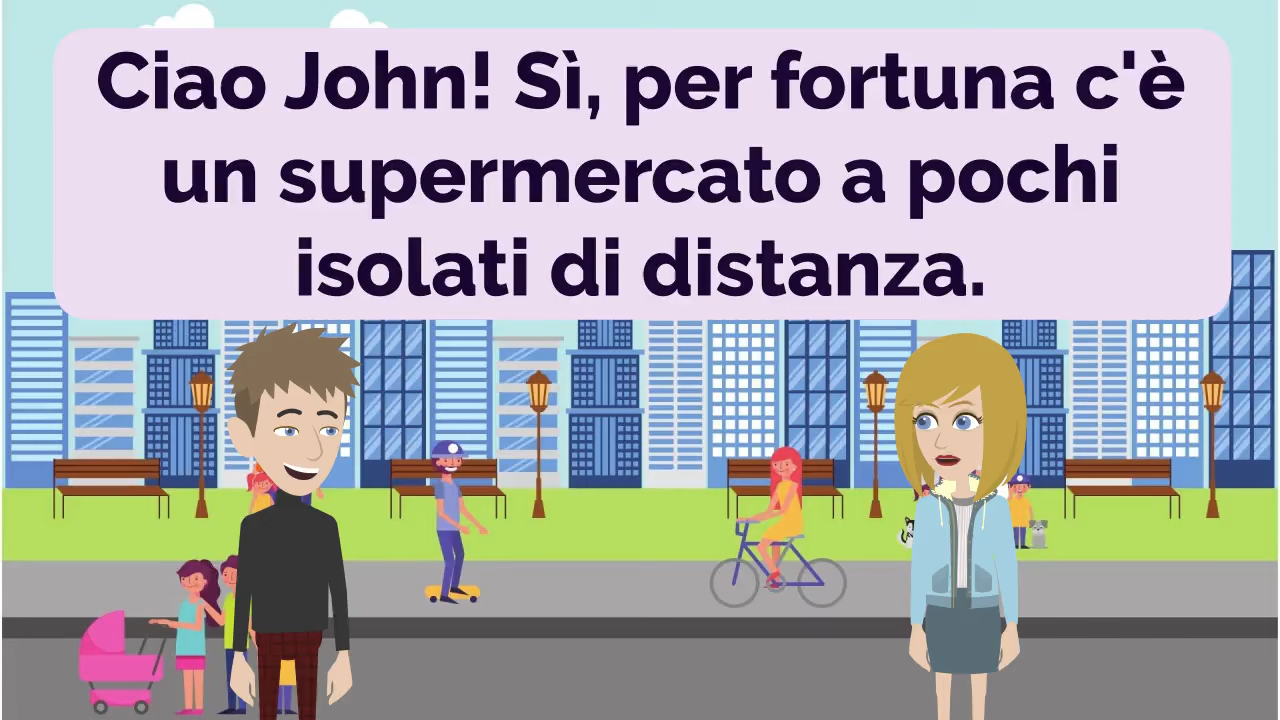 Ciao John! Sì, per fortuna c'è
un supermercato a pochi
isolati di distanza.